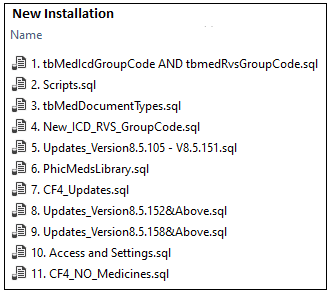 New Installation
Name
1. tbMedIcdGroupCode AND tbmedRvsGroupCode.sql
2. Scripts.sql
3. tbMedDocumentTypes.sql
4. New_ICD_RVS_GroupCode.sql
5. Updates_Version8.5.105 - V8.5.151.sql
6. PhicMedsLibrary.sql
7. CF4_Updates.sql
8. Updates_Version8.5.152&Above.sql
9. Updates_Version8.5.158&Above.sql
10. Access and Settings.sql
11. CF4_NO_Medicines.sql